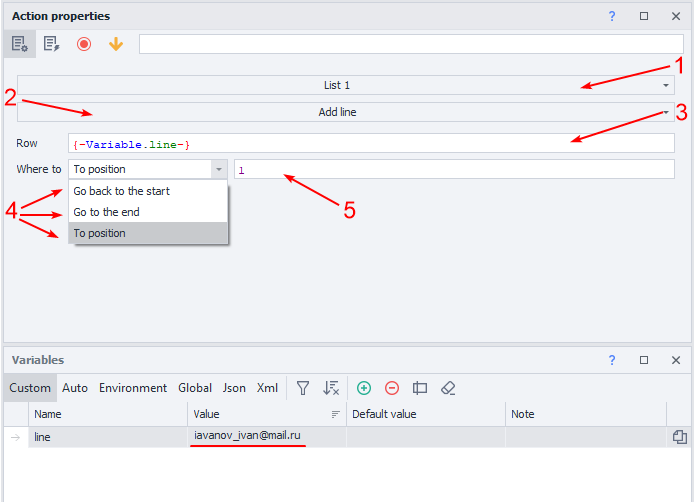 Action properties
1
List 1
2
Add line
3
Row {-Variable.line-}
Where to To position 1
Go back to the start
4 Go to the end
5
To position
Variables
Custom Auto Environment Global Json Xml
Name Value Default value Note
line iavanov_ivan@mail.ru